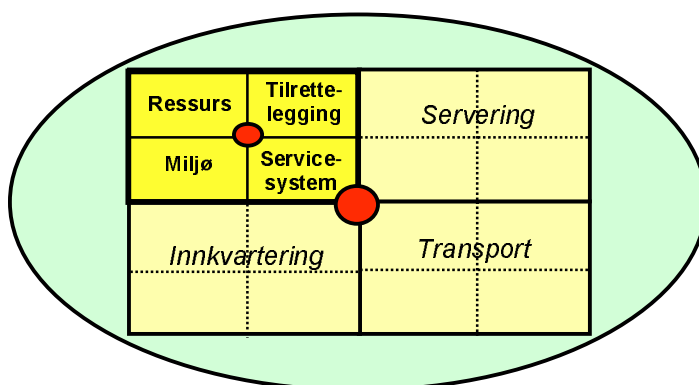 Ressurs
Tilrette-
legging
Miljø
Service-
system
Servering
Innkvartering
Transport